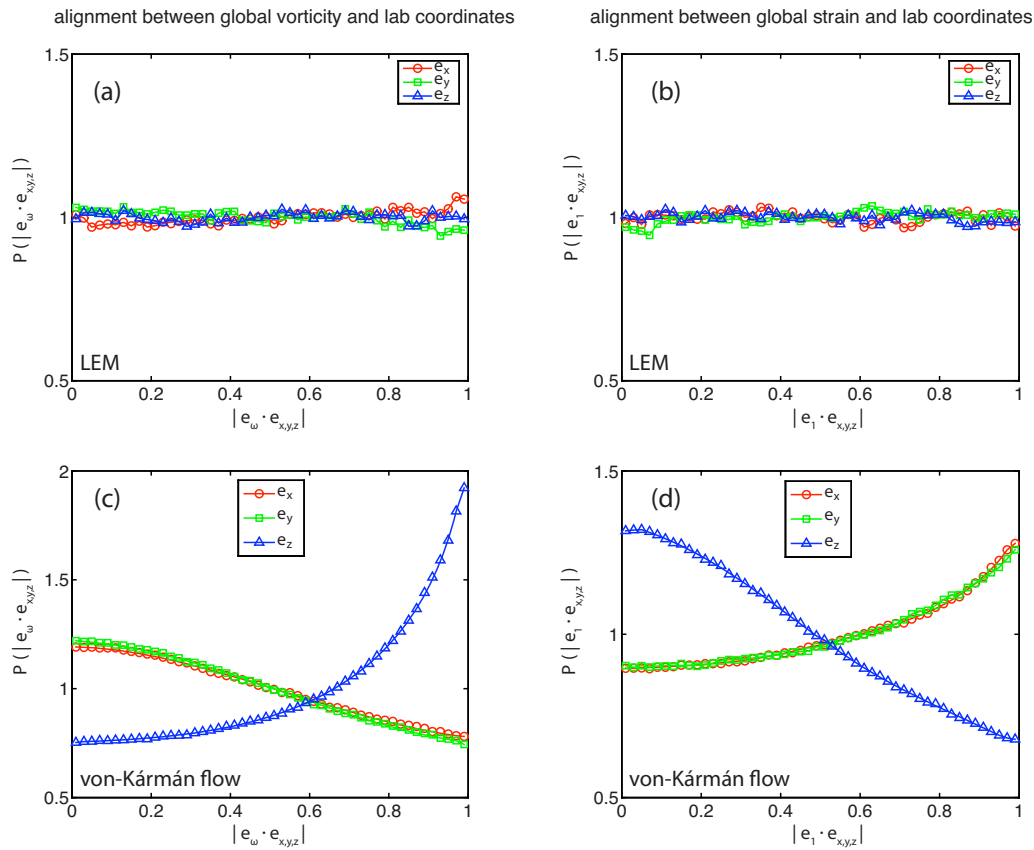 alignment between global vorticity and lab coordinates
alignment between global strain and lab coordinates
1.5
1
0.5
P ( | e_ω · e_x,y,z | )
(a)
e_x
e_y
e_z
LEM
0 0.2 0.4 0.6 0.8 1
| e_ω · e_x,y,z |
1.5
1
0.5
P ( | e_1 · e_x,y,z | )
(b)
e_x
e_y
e_z
LEM
0 0.2 0.4 0.6 0.8 1
| e_1 · e_x,y,z |
2
1.5
1
0.5
P ( | e_ω · e_x,y,z | )
(c)
e_x
e_y
e_z
von-Kármán flow
0 0.2 0.4 0.6 0.8 1
| e_ω · e_x,y,z |
1.5
1
0.5
P ( | e_1 · e_x,y,z | )
(d)
e_x
e_y
e_z
von-Kármán flow
0 0.2 0.4 0.6 0.8 1
| e_1 · e_x,y,z |